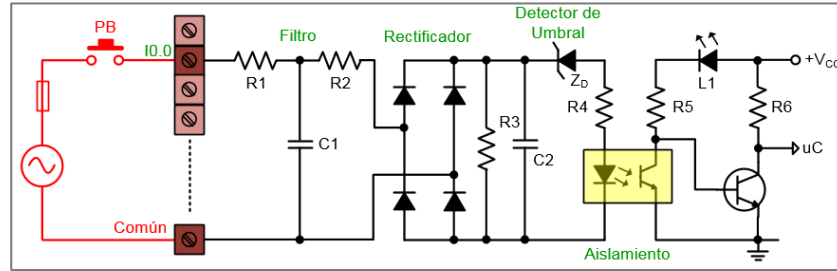 PB
I0.0
Filtro
Rectificador
Detector de
Umbral
+VCC
R1
R2
ZD
L1
R4
R5
R6
R3
C1
C2
uC
Común
Aislamiento